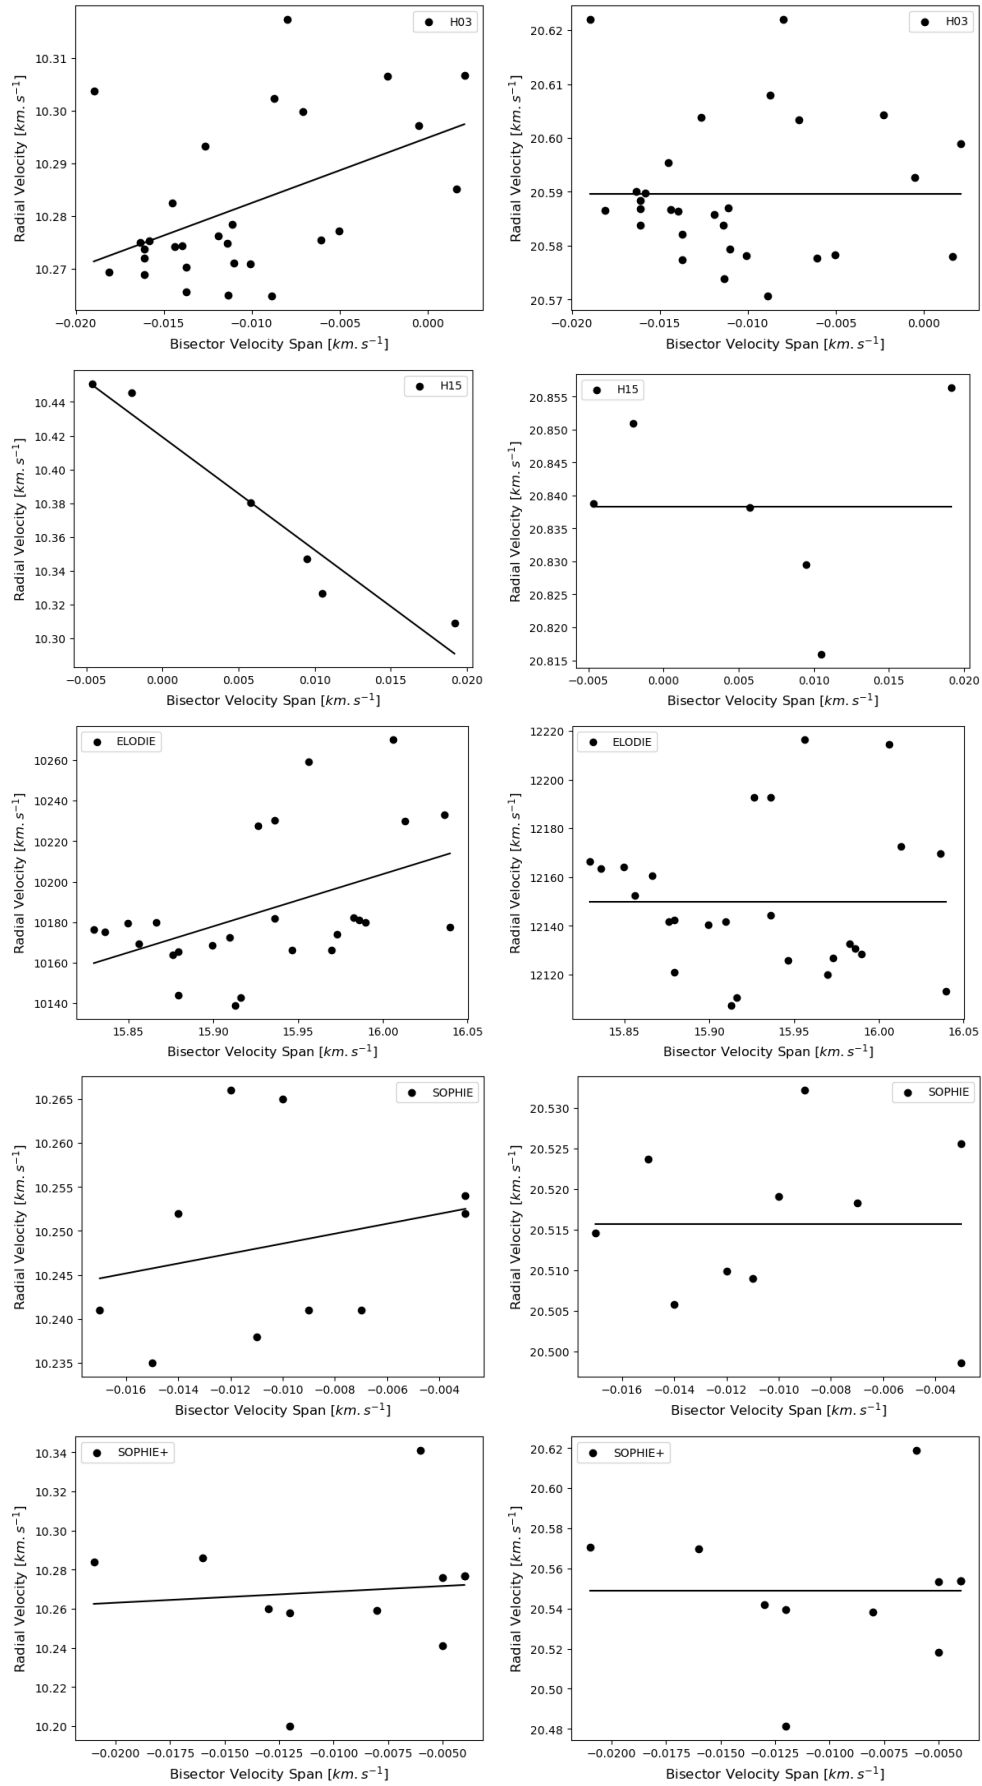 H03
10.31
10.30
10.29
10.28
10.27
Radial Velocity [km. s⁻¹]
−0.020 −0.015 −0.010 −0.005 0.000
Bisector Velocity Span [km. s⁻¹]
H03
20.62
20.61
20.60
20.59
20.58
20.57
Radial Velocity [km. s⁻¹]
−0.020 −0.015 −0.010 −0.005 0.000
Bisector Velocity Span [km. s⁻¹]
H15
10.44
10.42
10.40
10.38
10.36
10.34
10.32
10.30
Radial Velocity [km. s⁻¹]
−0.005 0.000 0.005 0.010 0.015 0.020
Bisector Velocity Span [km. s⁻¹]
H15
20.855
20.850
20.845
20.840
20.835
20.830
20.825
20.820
20.815
Radial Velocity [km. s⁻¹]
−0.005 0.000 0.005 0.010 0.015 0.020
Bisector Velocity Span [km. s⁻¹]
ELODIE
10260
10240
10220
10200
10180
10160
10140
Radial Velocity [km. s⁻¹]
15.85 15.90 15.95 16.00 16.05
Bisector Velocity Span [km. s⁻¹]
ELODIE
12220
12200
12180
12160
12140
12120
Radial Velocity [km. s⁻¹]
15.85 15.90 15.95 16.00 16.05
Bisector Velocity Span [km. s⁻¹]
SOPHIE
10.265
10.260
10.255
10.250
10.245
10.240
10.235
Radial Velocity [km. s⁻¹]
−0.016 −0.014 −0.012 −0.010 −0.008 −0.006 −0.004
Bisector Velocity Span [km. s⁻¹]
SOPHIE
20.530
20.525
20.520
20.515
20.510
20.505
20.500
Radial Velocity [km. s⁻¹]
−0.016 −0.014 −0.012 −0.010 −0.008 −0.006 −0.004
Bisector Velocity Span [km. s⁻¹]
SOPHIE+
10.34
10.32
10.30
10.28
10.26
10.24
10.22
10.20
Radial Velocity [km. s⁻¹]
−0.0200 −0.0175 −0.0150 −0.0125 −0.0100 −0.0075 −0.0050
Bisector Velocity Span [km. s⁻¹]
SOPHIE+
20.62
20.60
20.58
20.56
20.54
20.52
20.50
20.48
Radial Velocity [km. s⁻¹]
−0.0200 −0.0175 −0.0150 −0.0125 −0.0100 −0.0075 −0.0050
Bisector Velocity Span [km. s⁻¹]